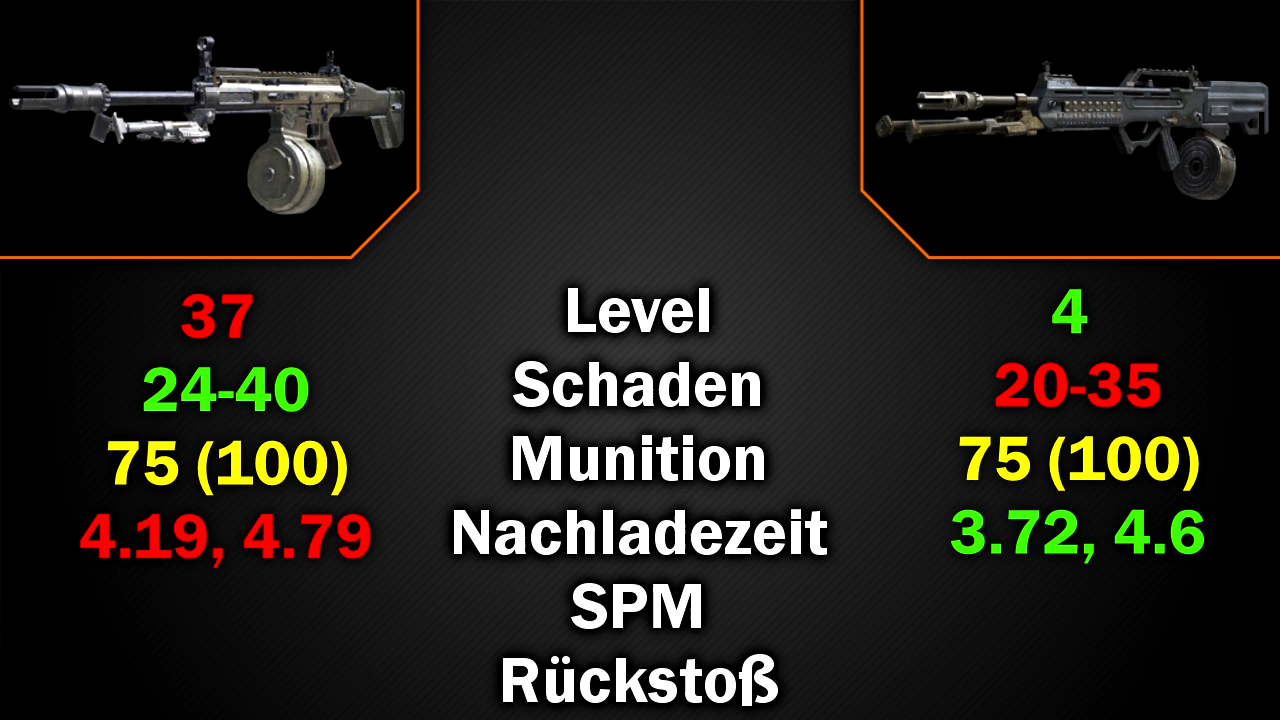 37 Level 4
24-40 Schaden 20-35
75 (100) Munition 75 (100)
4.19, 4.79 Nachladezeit 3.72, 4.6
SPM
Rückstoß